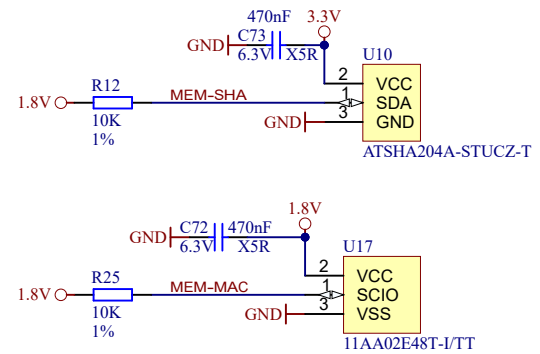 470nF 3.3V
GND C73 U10
6.3V X5R
R12 2 VCC
1.8V MEM-SHA 1 SDA
10K GND 3 GND
1%
ATSHA204A-STUCZ-T
1.8V
C72 470nF
GND U17
6.3V X5R
R25 2 VCC
1.8V MEM-MAC 1 SCIO
10K GND 3 VSS
1%
11AA02E48T-I/TT